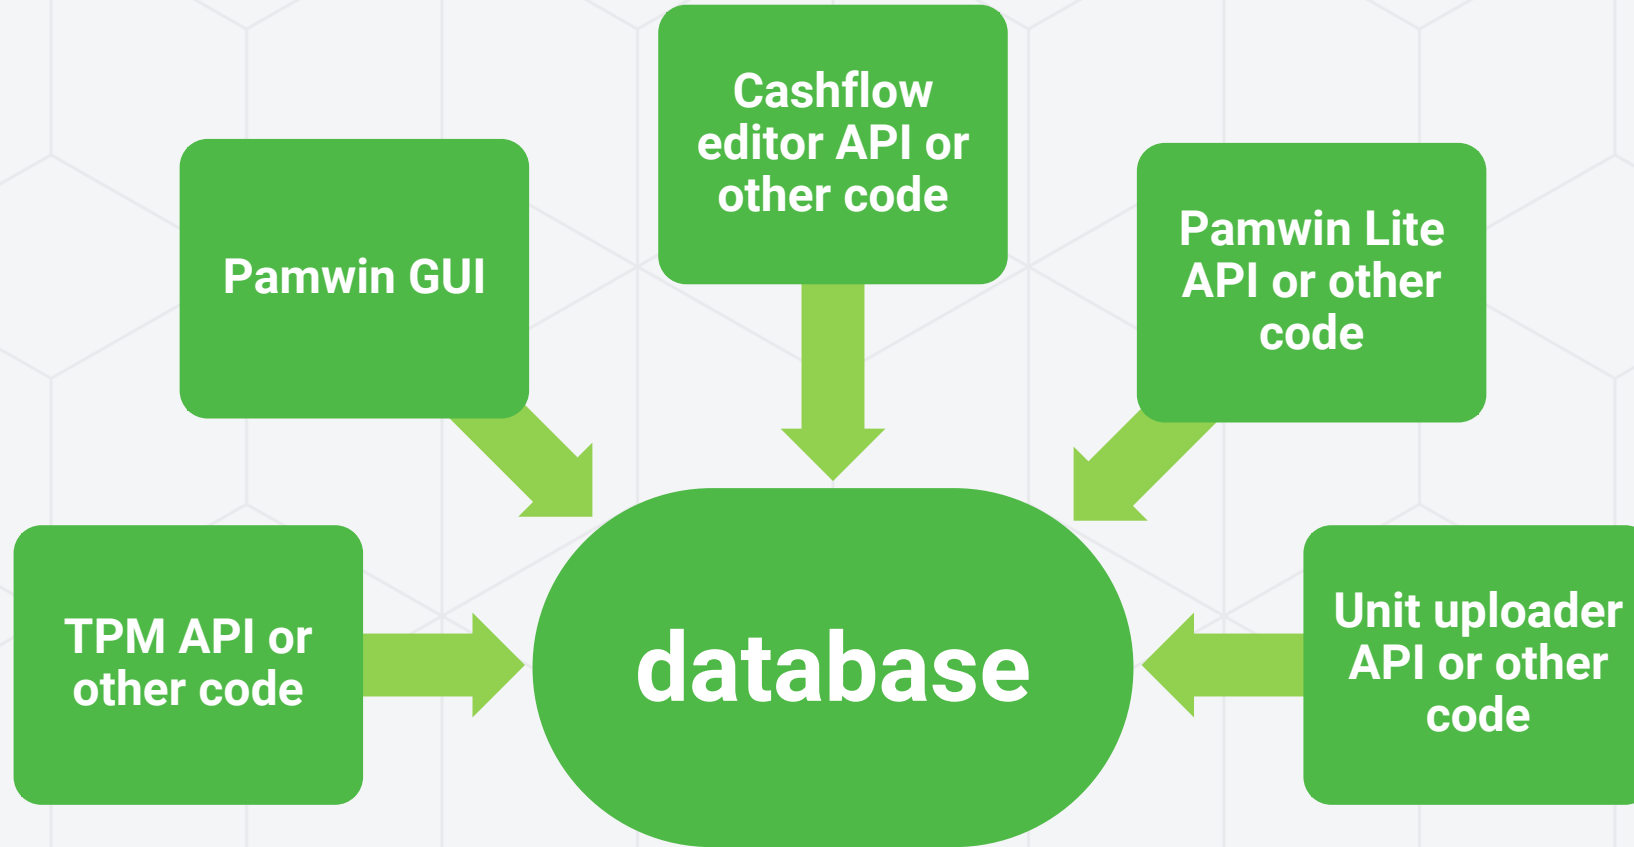 Cashflow
editor API or
other code
Pamwin GUI
Pamwin Lite
API or other
code
TPM API or
other code
database
Unit uploader
API or other
code